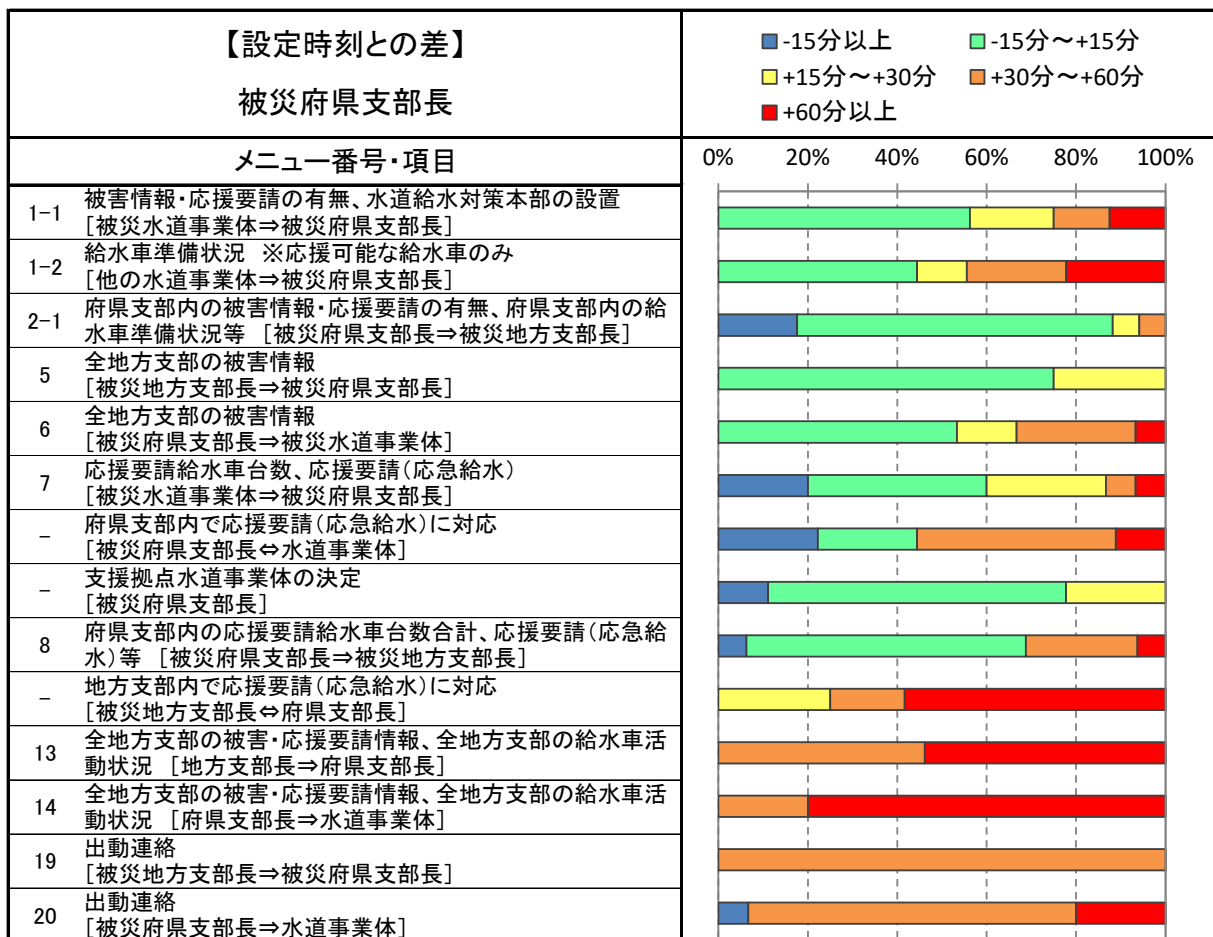 【設定時刻との差】
被災府県支部長
-15分以上
-15分～+15分
+15分～+30分
+30分～+60分
+60分以上
メニュー番号・項目
0% 20% 40% 60% 80% 100%
1-1 被害情報・応援要請の有無、水道給水対策本部の設置
[被災水道事業体⇒被災府県支部長]
1-2 給水車準備状況 ※応援可能な給水車のみ
[他の水道事業体⇒被災府県支部長]
2-1 府県支部内の被害情報・応援要請の有無、府県支部内の給
水車準備状況等 [被災府県支部長⇒被災地方支部長]
5 全地方支部の被害情報
[被災地方支部長⇒被災府県支部長]
6 全地方支部の被害情報
[被災府県支部長⇒被災水道事業体]
7 応援要請給水車台数、応援要請(応急給水)
[被災水道事業体⇒被災府県支部長]
- 府県支部内で応援要請(応急給水)に対応
[被災府県支部長⇔水道事業体]
- 支援拠点水道事業体の決定
[被災府県支部長]
8 府県支部内の応援要請給水車台数合計、応援要請(応急給
水)等 [被災府県支部長⇒被災地方支部長]
- 地方支部内で応援要請(応急給水)に対応
[被災地方支部長⇔府県支部長]
13 全地方支部の被害・応援要請情報、全地方支部の給水車活
動状況 [地方支部長⇒府県支部長]
14 全地方支部の被害・応援要請情報、全地方支部の給水車活
動状況 [府県支部長⇒水道事業体]
19 出動連絡
[被災地方支部長⇒被災府県支部長]
20 出動連絡
[被災府県支部長⇒水道事業体]